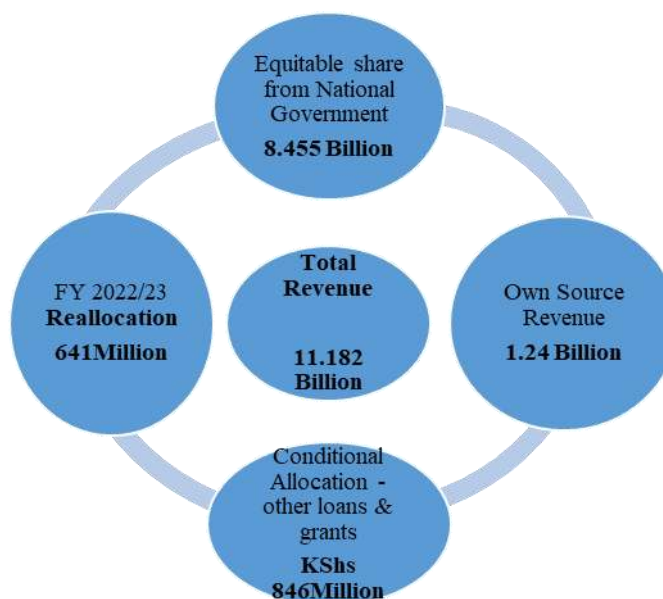 Equitable share
from National
Government
8.455 Billion
Total
Revenue
11.182
Billion
FY 2022/23
Reallocation
641Million
Own Source
Revenue
1.24 Billion
Conditional
Allocation -
other loans &
grants
KShs
846Million